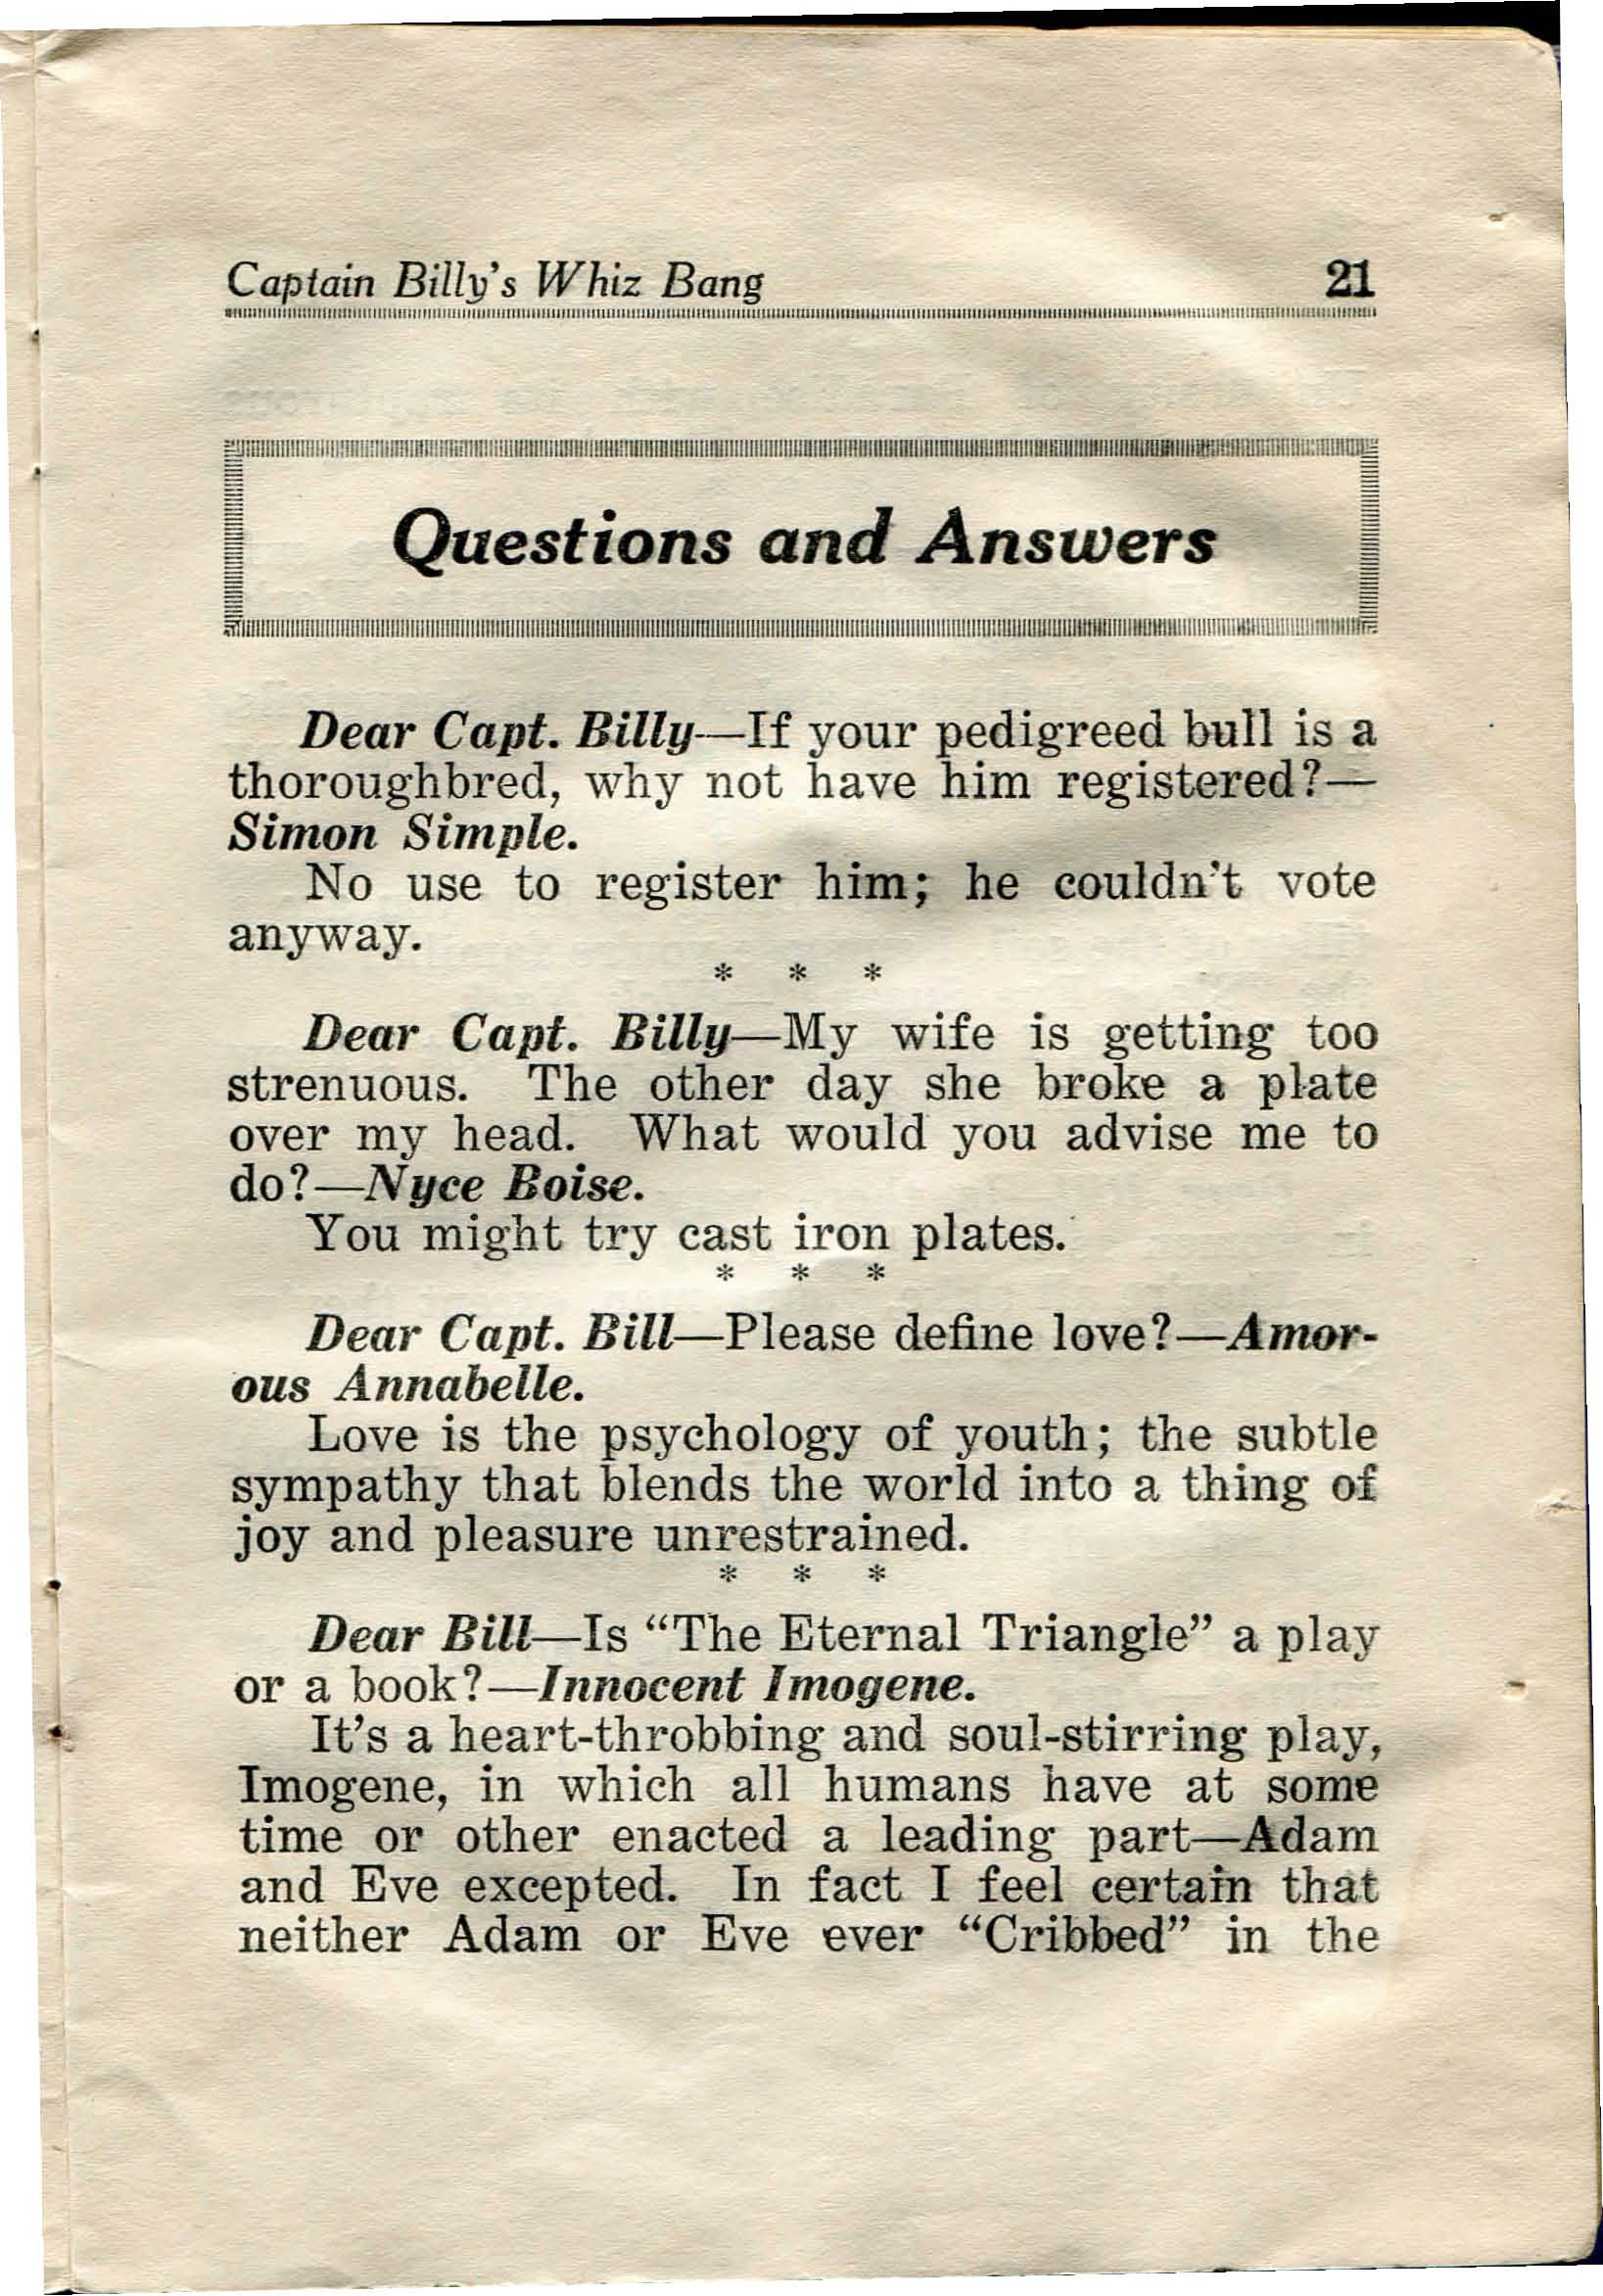 Captain Billy's Whiz Bang 21
Questions and Answers
Dear Capt. Billy—If your pedigreed bull is a
thoroughbred, why not have him registered?—
Simon Simple.
No use to register him; he couldn't vote
anyway.
* * *
Dear Capt. Billy—My wife is getting too
strenuous. The other day she broke a plate
over my head. What would you advise me to
do?—Nyce Boise.
You might try cast iron plates.
* * *
Dear Capt. Bill—Please define love?—Amor-
ous Annabelle.
Love is the psychology of youth; the subtle
sympathy that blends the world into a thing of
joy and pleasure unrestrained.
* * *
Dear Bill—Is "The Eternal Triangle" a play
or a book?—Innocent Imogene.
It's a heart-throbbing and soul-stirring play,
Imogene, in which all humans have at some
time or other enacted a leading part—Adam
and Eve excepted. In fact I feel certain that
neither Adam or Eve ever "Cribbed" in the